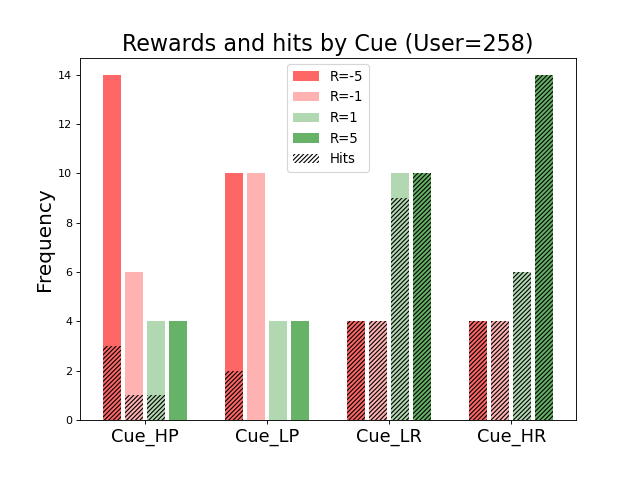 Rewards and hits by Cue (User=258)
R=-5
R=-1
R=1
R=5
Hits
Frequency
14
12
10
8
6
4
2
0
Cue_HP
Cue_LP
Cue_LR
Cue_HR